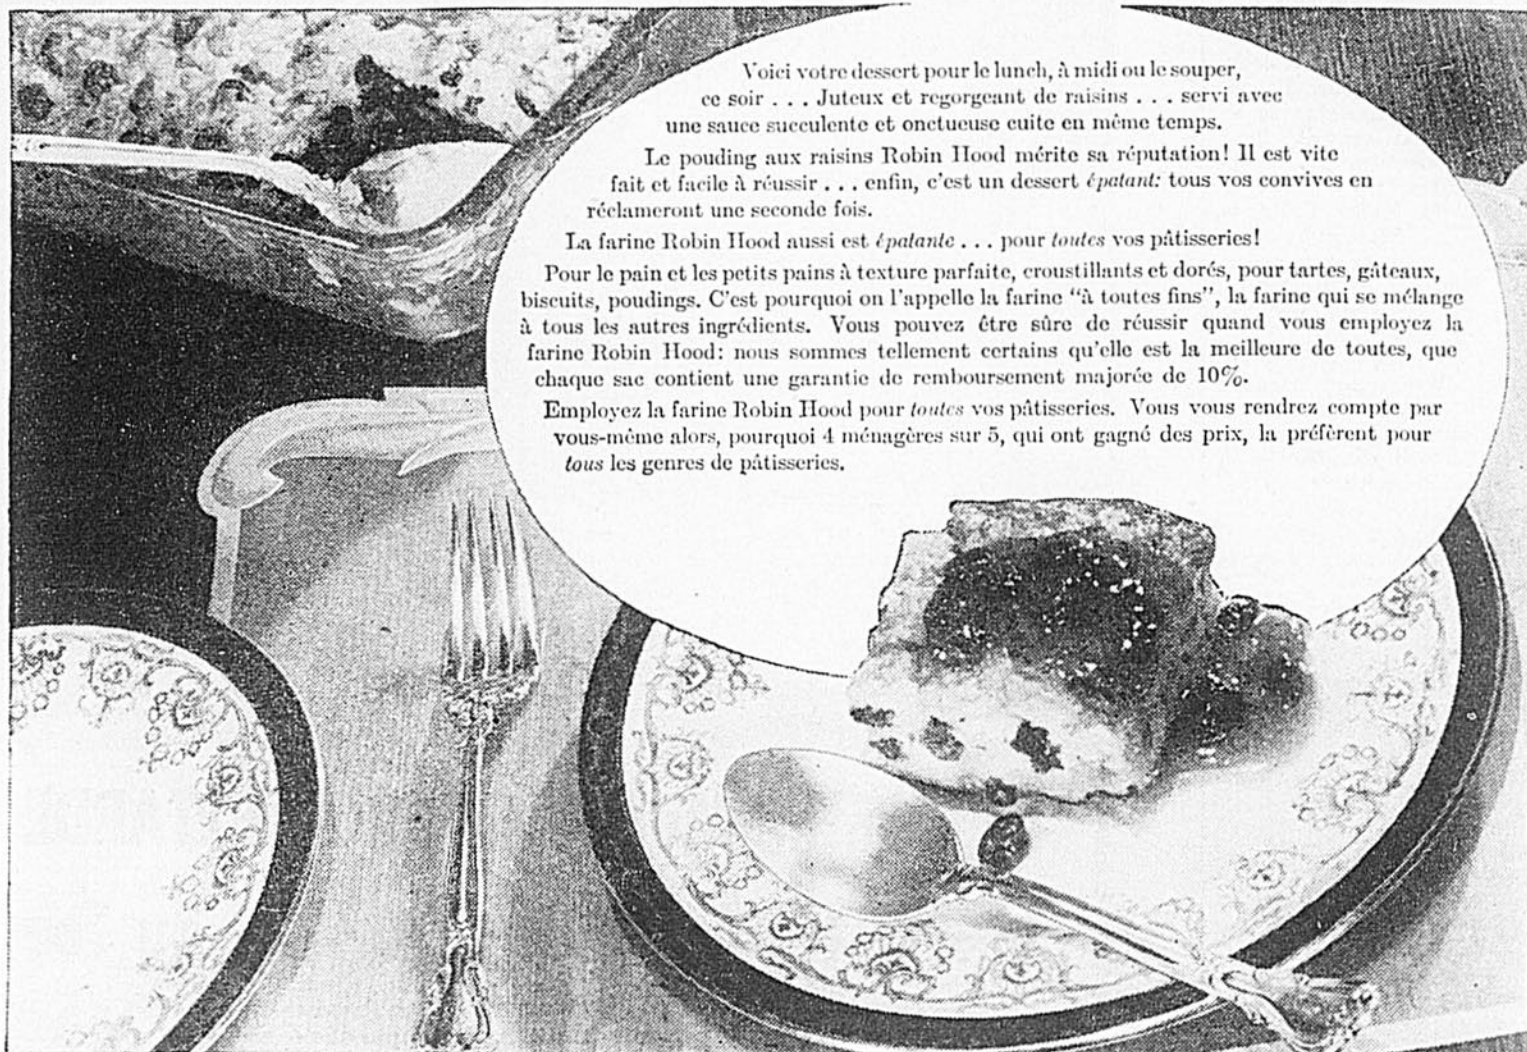 Voici votre dessert pour le lunch, à midi ou le souper,
ce soir . . . Juteux et regorgeant de raisins . . . servi avec
une sauce succulente et onctueuse cuite en même temps.
Le pouding aux raisins Robin Hood mérite sa réputation! Il est vite
fait et facile à réussir . . . enfin, c'est un dessert épatant: tous vos convives en
réclameront une seconde fois.
La farine Robin Hood aussi est épatante . . . pour toutes vos pâtisseries!
Pour le pain et les petits pains à texture parfaite, croustillants et dorés, pour tartes, gâteaux,
biscuits, poudings. C'est pourquoi on l'appelle la farine “à toutes fins”, la farine qui se mélange
à tous les autres ingrédients. Vous pouvez être sûre de réussir quand vous employez la
farine Robin Hood: nous sommes tellement certains qu'elle est la meilleure de toutes, que
chaque sac contient une garantie de remboursement majorée de 10%.
Employez la farine Robin Hood pour toutes vos pâtisseries. Vous vous rendrez compte par
vous-même alors, pourquoi 4 ménagères sur 5, qui ont gagné des prix, la préfèrent pour
tous les genres de pâtisseries.